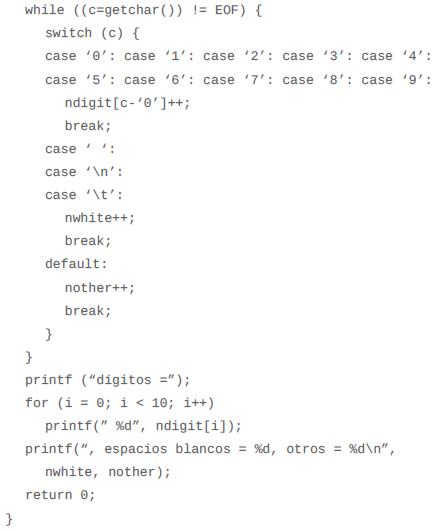 while ((c=getchar()) != EOF) {
switch (c) {
case ‘0’: case ‘1’: case ‘2’: case ‘3’: case ‘4’:
case ‘5’: case ‘6’: case ‘7’: case ‘8’: case ‘9’:
ndigit[c-‘0’]++;
break;
case ‘ ‘:
case ‘\n’:
case ‘\t’:
nwhite++;
break;
default:
nother++;
break;
}
}
printf (“dígitos =”);
for (i = 0; i < 10; i++)
printf(” %d”, ndigit[i]);
printf(“, espacios blancos = %d, otros = %d\n”,
nwhite, nother);
return 0;
}